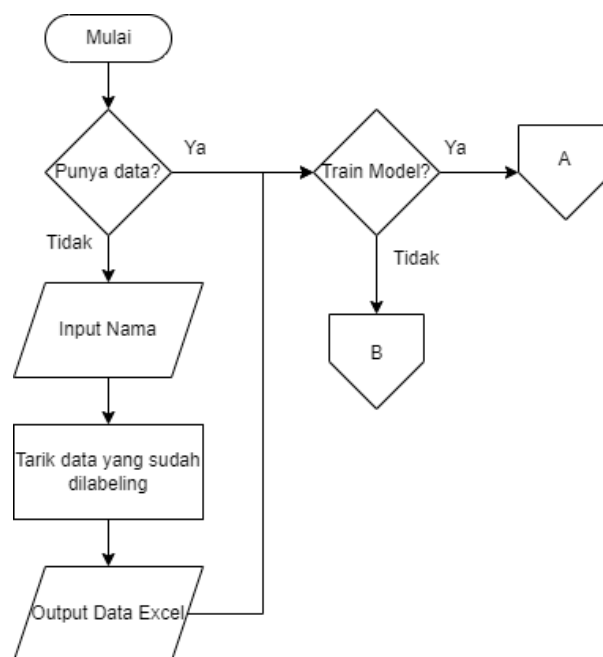 Mulai
Punya data?
Ya
Train Model?
Ya
A
Tidak
Tidak
Input Nama
B
Tarik data yang sudah
dilabeling
Output Data Excel